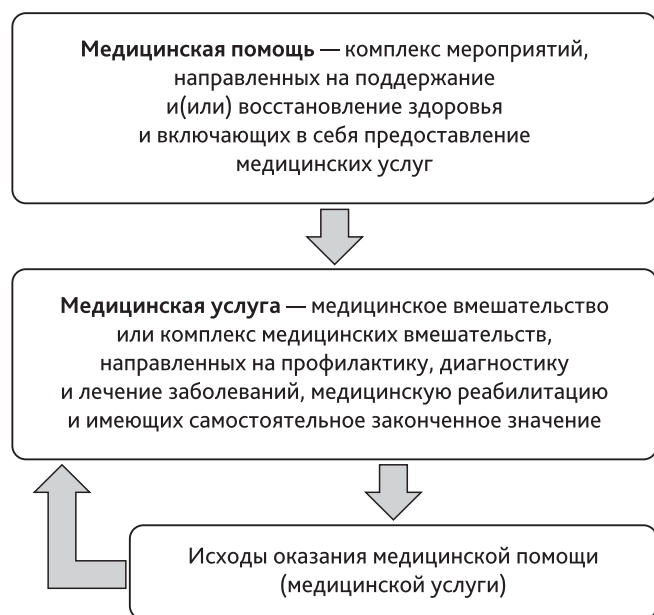 Медицинская помощь — комплекс мероприятий,
направленных на поддержание
и(или) восстановление здоровья
и включающих в себя предоставление
медицинских услуг
Медицинская услуга — медицинское вмешательство
или комплекс медицинских вмешательств,
направленных на профилактику, диагностику
и лечение заболеваний, медицинскую реабилитацию
и имеющих самостоятельное законченное значение
Исходы оказания медицинской помощи
(медицинской услуги)